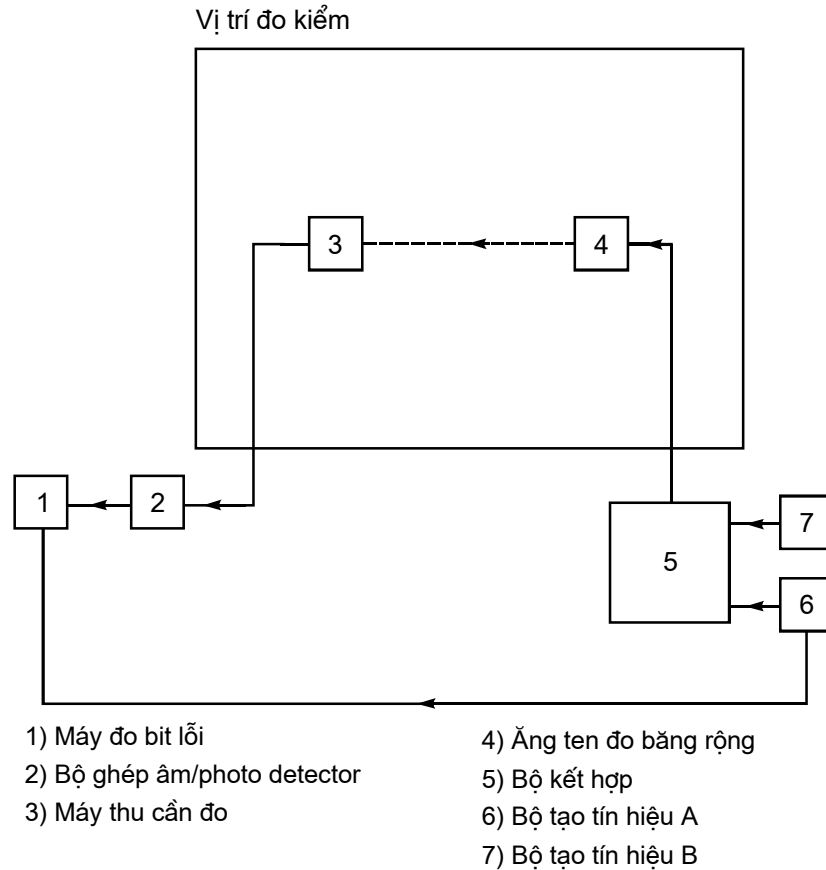 Vị trí đo kiểm
3
4
1
2
5
7
6
1) Máy đo bit lỗi
2) Bộ ghép âm/photo detector
3) Máy thu cần đo
4) Ăng ten đo băng rộng
5) Bộ kết hợp
6) Bộ tạo tín hiệu A
7) Bộ tạo tín hiệu B